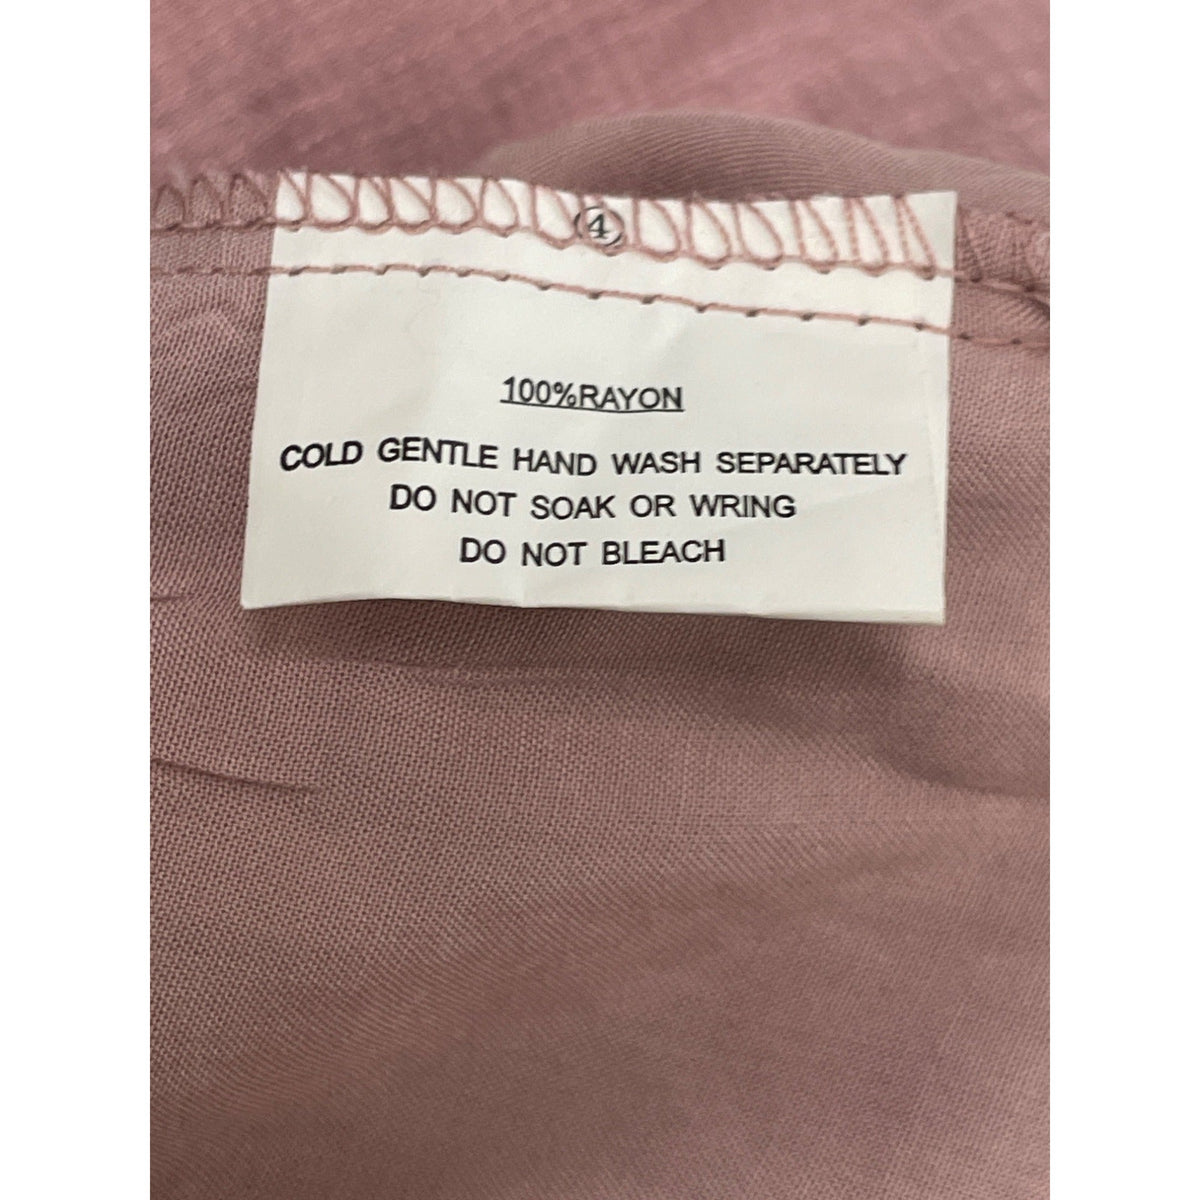 ④
100%RAYON
COLD GENTLE HAND WASH SEPARATELY
DO NOT SOAK OR WRING
DO NOT BLEACH